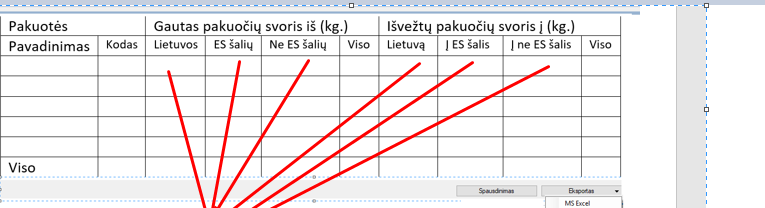 Pakuotės Gautas pakuočių svoris iš (kg.) Išvežtų pakuočių svoris į (kg.)
Pavadinimas Kodas Lietuvos ES šalių Ne ES šalių Viso Lietuvą Į ES šalis Į ne ES šalis Viso
Viso
Spausdinimas Eksportas
MS Excel